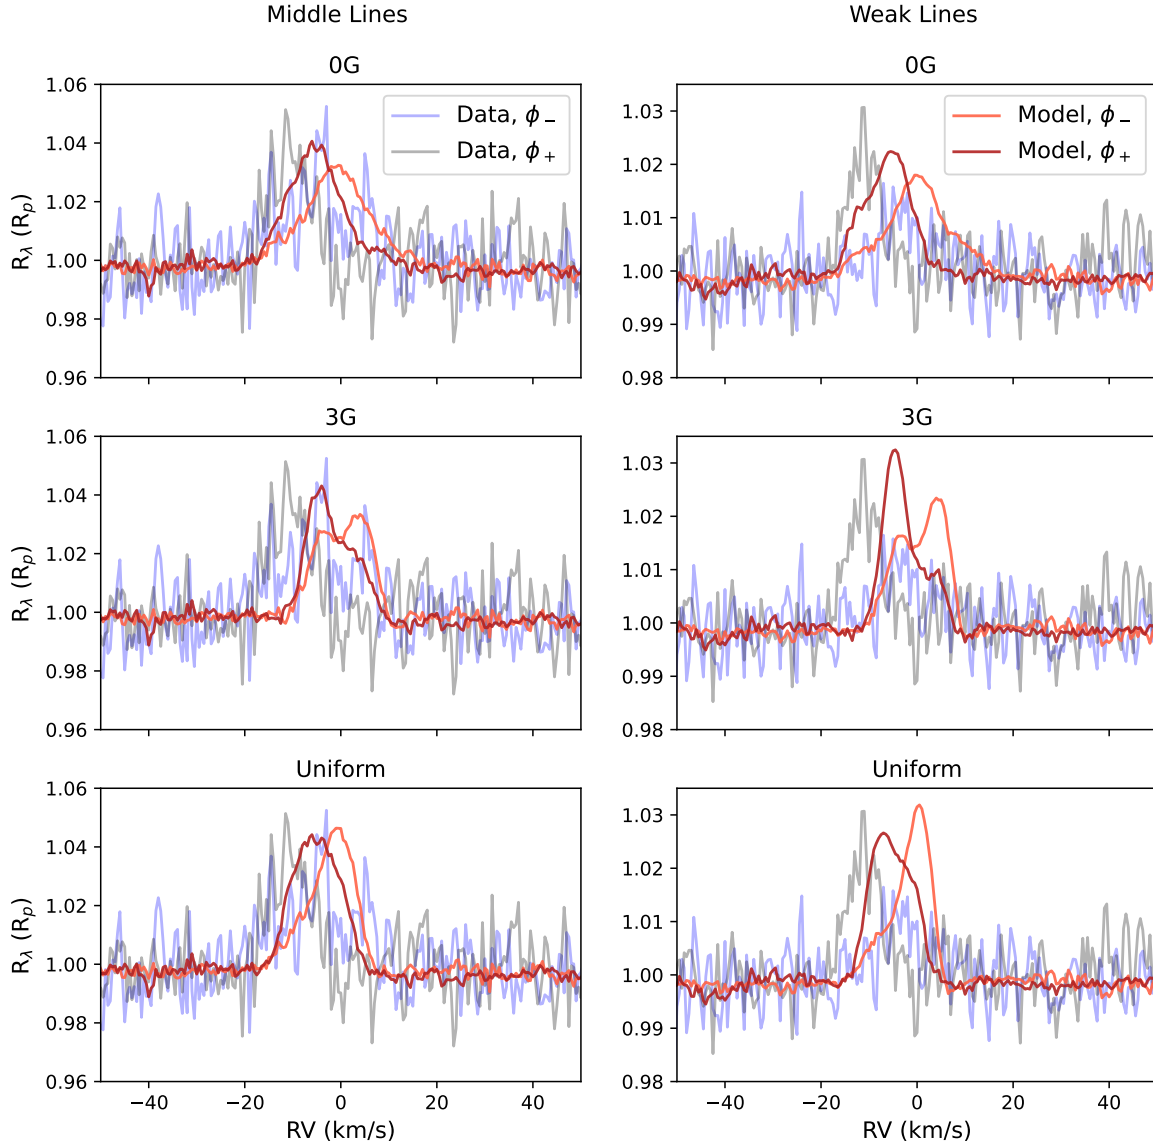 Middle Lines
Weak Lines
0G
0G
1.06
1.04
1.02
1.00
0.98
0.96
R_λ (R_p)
Data, ϕ_−
Data, ϕ_+
1.03
1.02
1.01
1.00
0.99
0.98
Model, ϕ_−
Model, ϕ_+
3G
3G
1.06
1.04
1.02
1.00
0.98
0.96
R_λ (R_p)
1.03
1.02
1.01
1.00
0.99
0.98
Uniform
Uniform
1.06
1.04
1.02
1.00
0.98
0.96
R_λ (R_p)
1.03
1.02
1.01
1.00
0.99
0.98
−40 −20 0 20 40
−40 −20 0 20 40
RV (km/s)
RV (km/s)